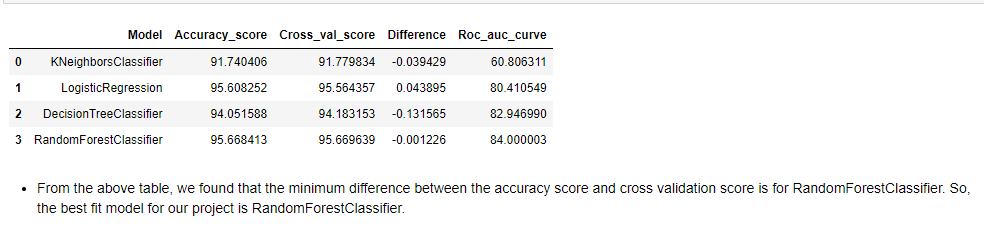 Model Accuracy_score Cross_val_score Difference Roc_auc_curve
0 KNeighborsClassifier 91.740406 91.779834 -0.039429 60.806311
1 LogisticRegression 95.608252 95.564357 0.043895 80.410549
2 DecisionTreeClassifier 94.051588 94.183153 -0.131565 82.946990
3 RandomForestClassifier 95.668413 95.669639 -0.001226 84.000003
• From the above table, we found that the minimum difference between the accuracy score and cross validation score is for RandomForestClassifier. So,
the best fit model for our project is RandomForestClassifier.